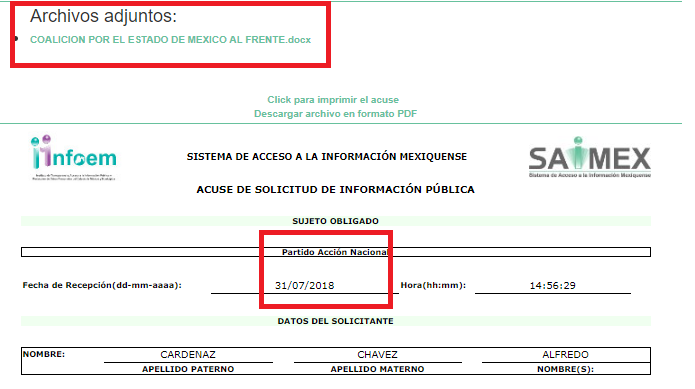 Archivos adjuntos:
COALICION POR EL ESTADO DE MEXICO AL FRENTE.docx
Click para imprimir el acuse
Descargar archivo en formato PDF
infoem
SISTEMA DE ACCESO A LA INFORMACIÓN MEXIQUENSE
SAIMEX
Sistema de Acceso a la Información Mexiquense
ACUSE DE SOLICITUD DE INFORMACIÓN PÚBLICA
SUJETO OBLIGADO
Partido Acción Nacional
Fecha de Recepción(dd-mm-aaaa): 31/07/2018 Hora(hh:mm): 14:56:29
DATOS DEL SOLICITANTE
NOMBRE: CARDENAZ CHAVEZ ALFREDO
APELLIDO PATERNO APELLIDO MATERNO NOMBRE(S):